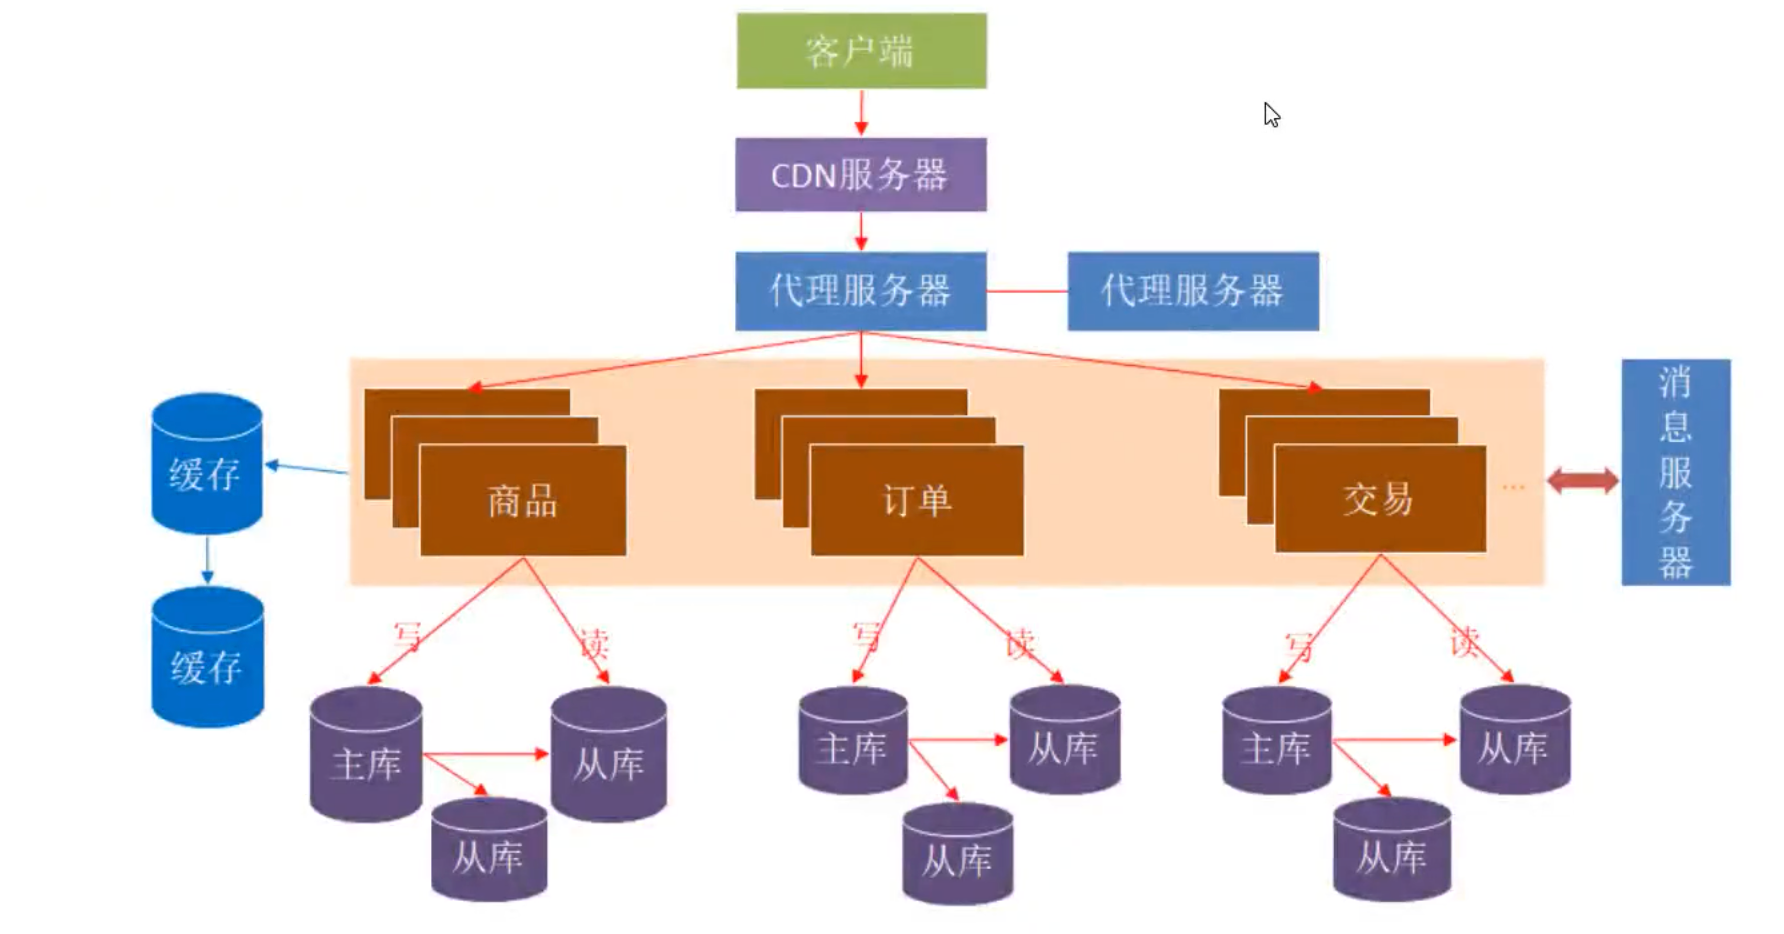 客户端
CDN服务器
代理服务器
代理服务器
消息服务器
缓存
商品
订单
交易
...
缓存
写
读
写
读
写
读
主库
从库
主库
从库
主库
从库
从库
从库
从库